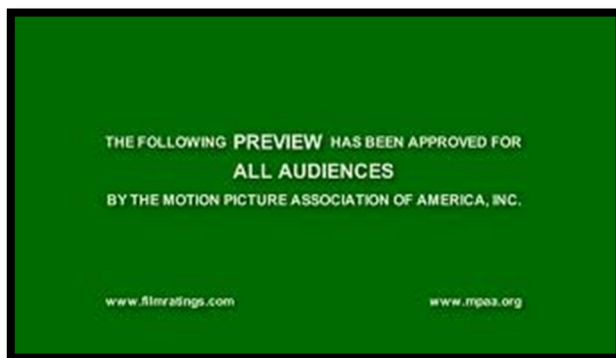 THE FOLLOWING PREVIEW HAS BEEN APPROVED FOR
ALL AUDIENCES
BY THE MOTION PICTURE ASSOCIATION OF AMERICA, INC.
www.filmratings.com www.mpaa.org